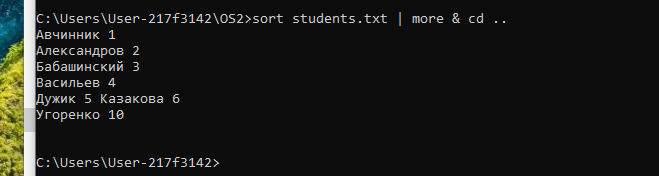 C:\Users\User-217f3142\OS2>sort students.txt | more & cd ..
Авчинник 1
Александров 2
Бабашинский 3
Васильев 4
Дужик 5 Казакова 6
Угоренко 10
C:\Users\User-217f3142>